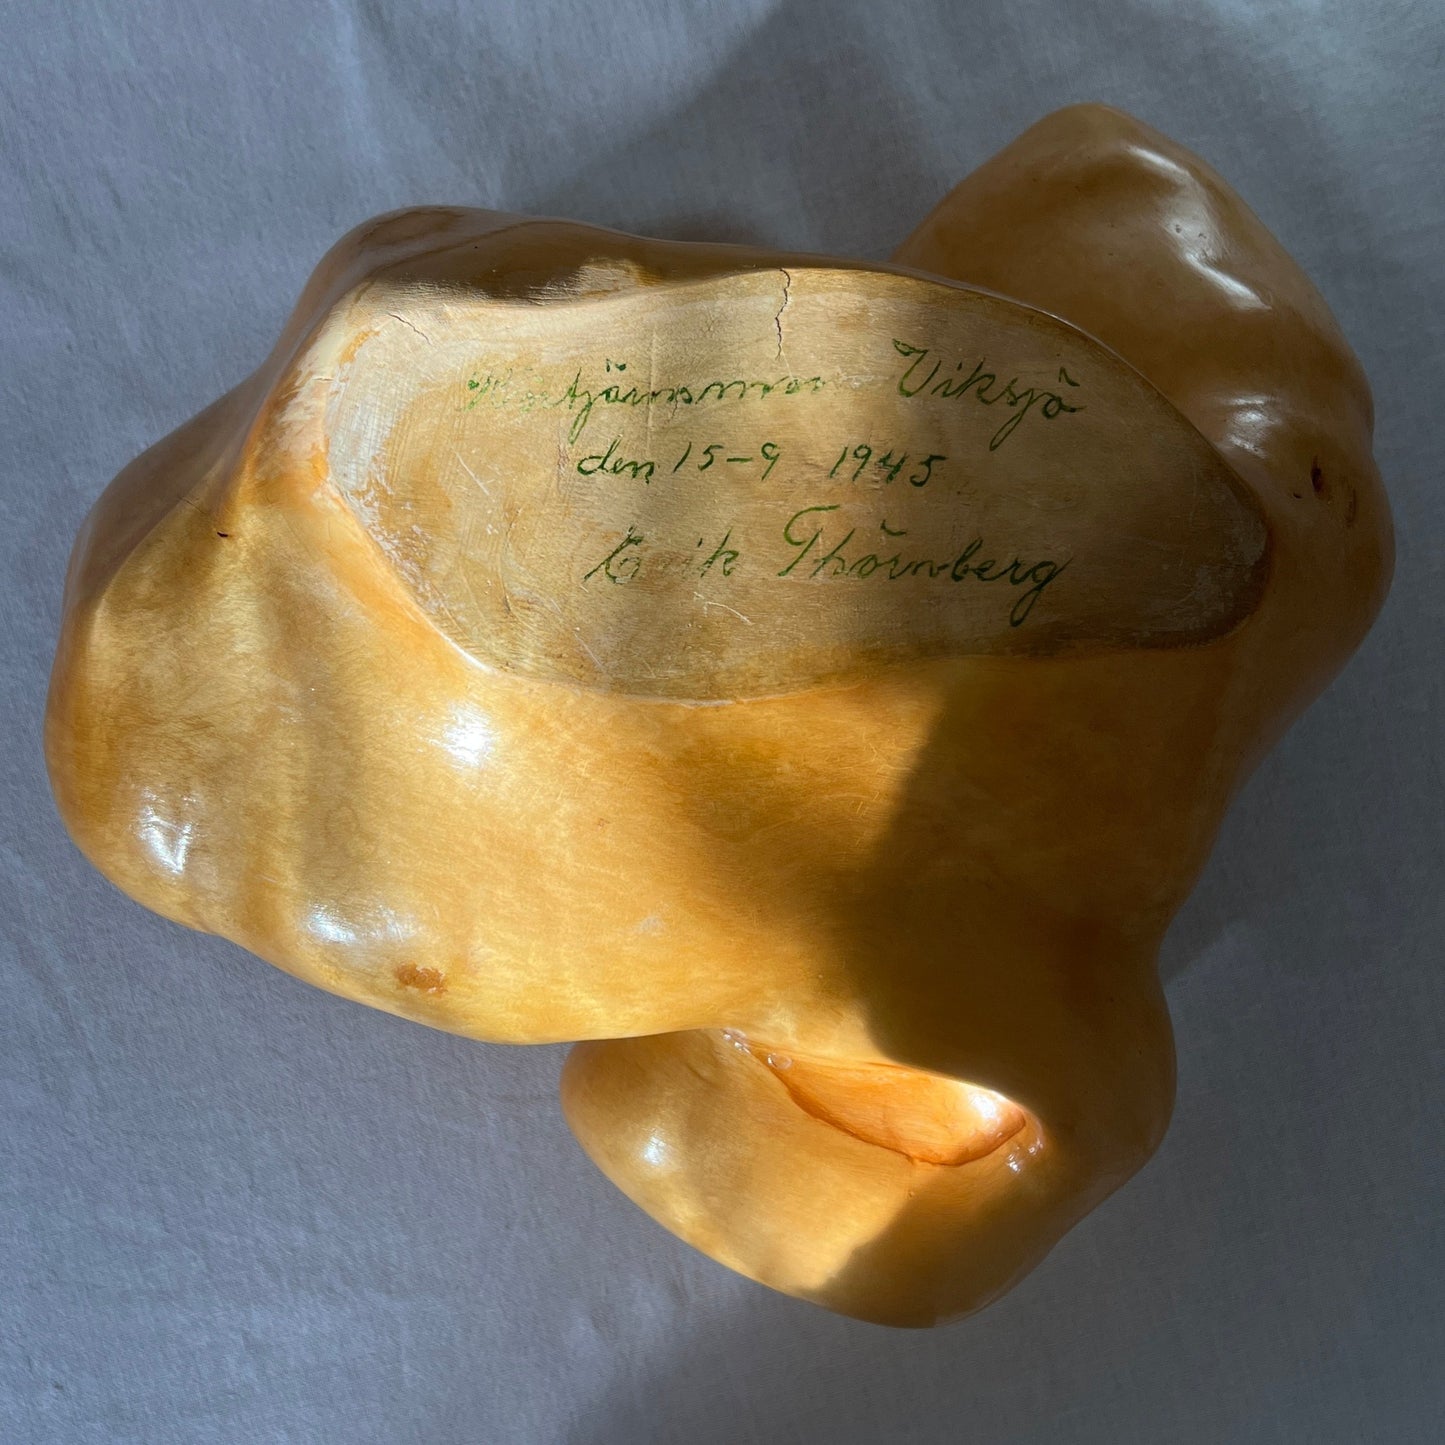 Viksjö
den 15-9 1945
Erik Thörnberg